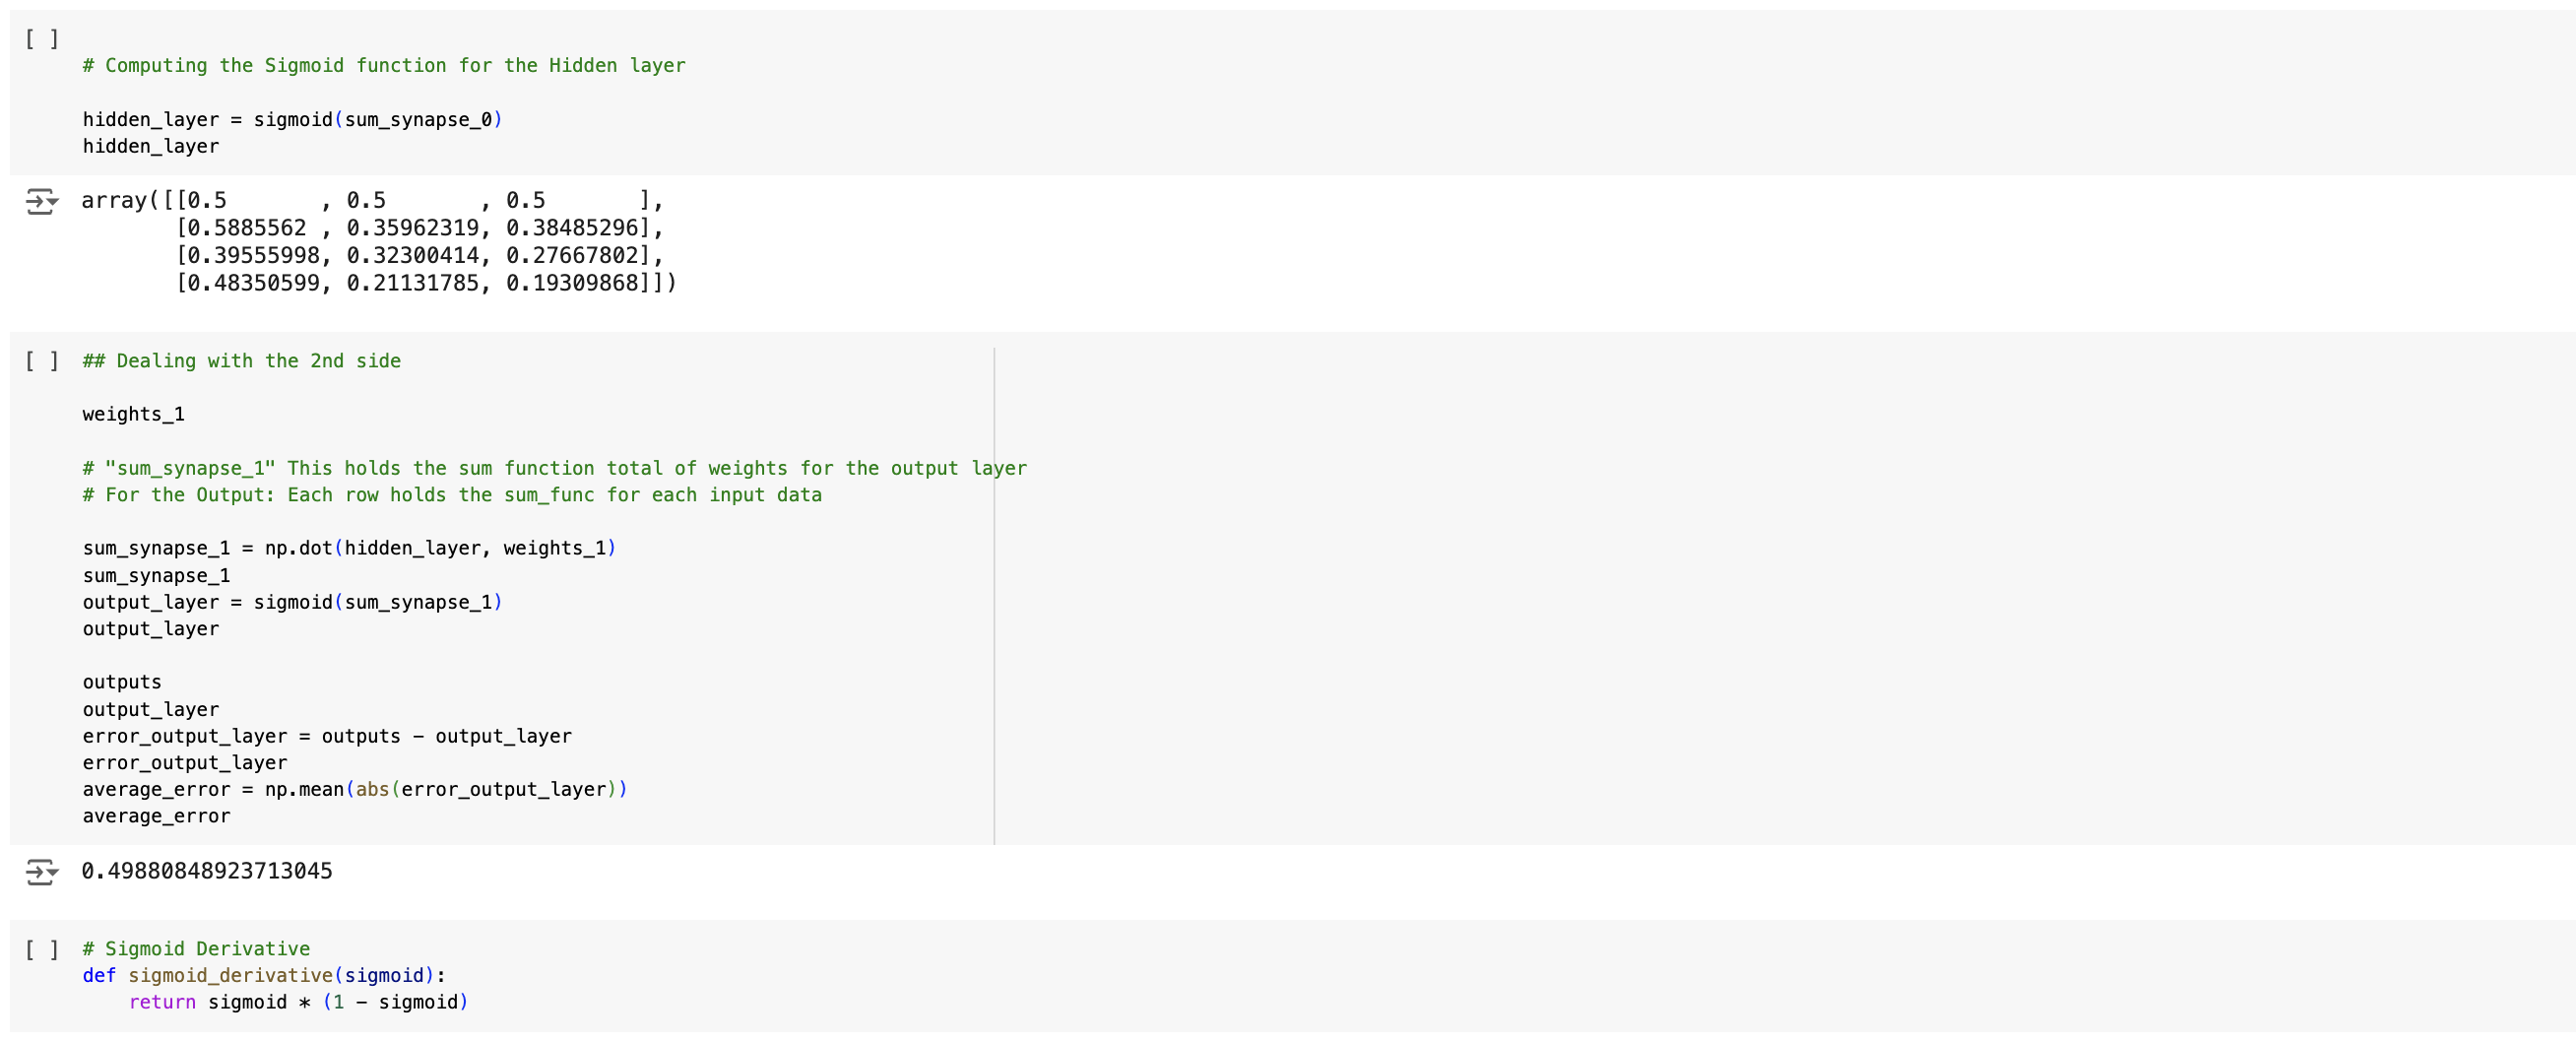 [ ]
# Computing the Sigmoid function for the Hidden layer
hidden_layer = sigmoid(sum_synapse_0)
hidden_layer
array([[0.5       , 0.5       , 0.5       ],
       [0.5885562 , 0.35962319, 0.38485296],
       [0.39555998, 0.32300414, 0.27667802],
       [0.48350599, 0.21131785, 0.19309868]])
[ ] ## Dealing with the 2nd side
weights_1
# "sum_synapse_1" This holds the sum function total of weights for the output layer
# For the Output: Each row holds the sum_func for each input data
sum_synapse_1 = np.dot(hidden_layer, weights_1)
sum_synapse_1
output_layer = sigmoid(sum_synapse_1)
output_layer
outputs
output_layer
error_output_layer = outputs - output_layer
error_output_layer
average_error = np.mean(abs(error_output_layer))
average_error
0.49880848923713045
[ ] # Sigmoid Derivative
def sigmoid_derivative(sigmoid):
    return sigmoid * (1 - sigmoid)